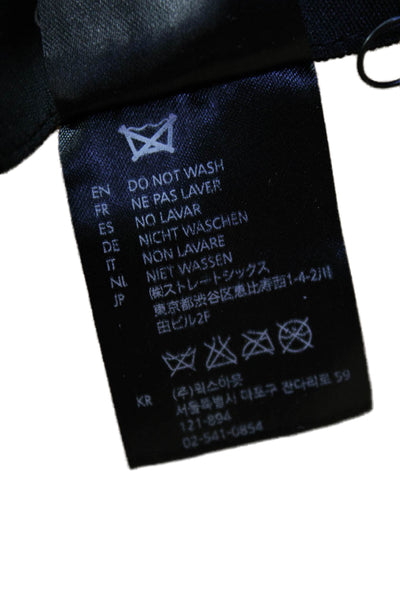 EN DO NOT WASH
FR NE PAS LAVER
ES NO LAVAR
DE NICHT WASCHEN
IT NON LAVARE
NL NIET WASSEN
JP (株)ストレートシックス
東京都渋谷区恵比寿西1-4-2川
田ビル2F
KR (주)웍스아웃
서울특별시 마포구 잔다리로 59
121-894
02-541-0854